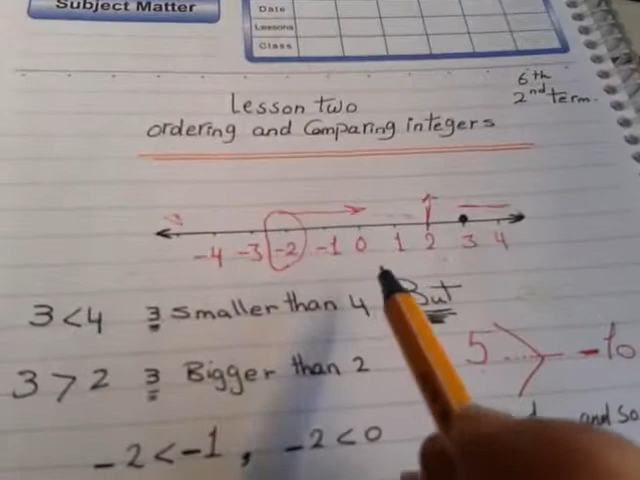 Subject Matter
Date
Lessons
Class
6th
2nd term.
Lesson two
ordering and Comparing integers
-4 -3 -2 -1 0 1 2 3 4
3 < 4 3 Smaller than 4 But
3 > 2 3 Bigger than 2
5 > -10
and so
-2 < -1 , -2 < 0